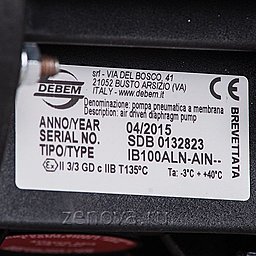 DEBEM
srl - VIA DEL BOSCO, 41
21052 BUSTO ARSIZIO (VA)
ITALY - www.debem.it
Denominazione: pompa pneumatica a membrana
Description: air driven diaphragm pump
ANNO/YEAR 04/2015
SERIAL NO. SDB 0132823
TIPO/TYPE IB100ALN-AIN--
II 3/3 GD c IIB T135°C Ta: -3°C ÷ +40°C
CE BREVETTATA
zenova.ru